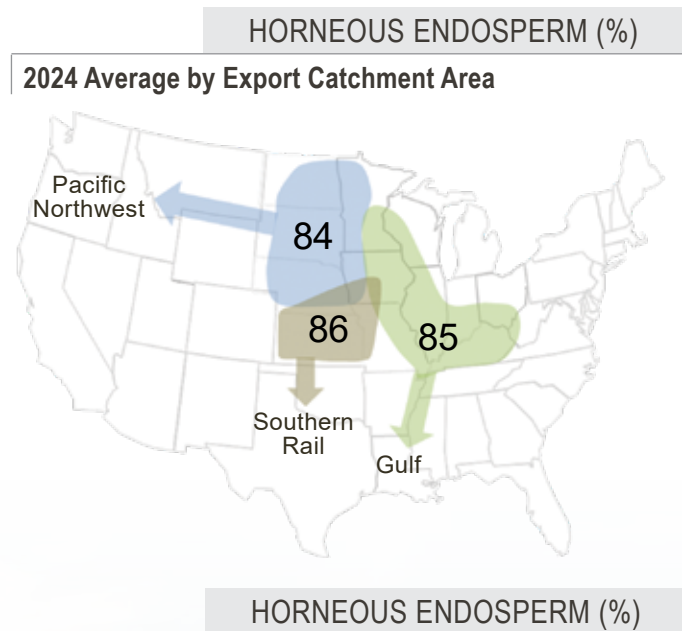 HORNEOUS ENDOSPERM (%)
2024 Average by Export Catchment Area
Pacific
Northwest
84
86
85
Southern
Rail
Gulf
HORNEOUS ENDOSPERM (%)